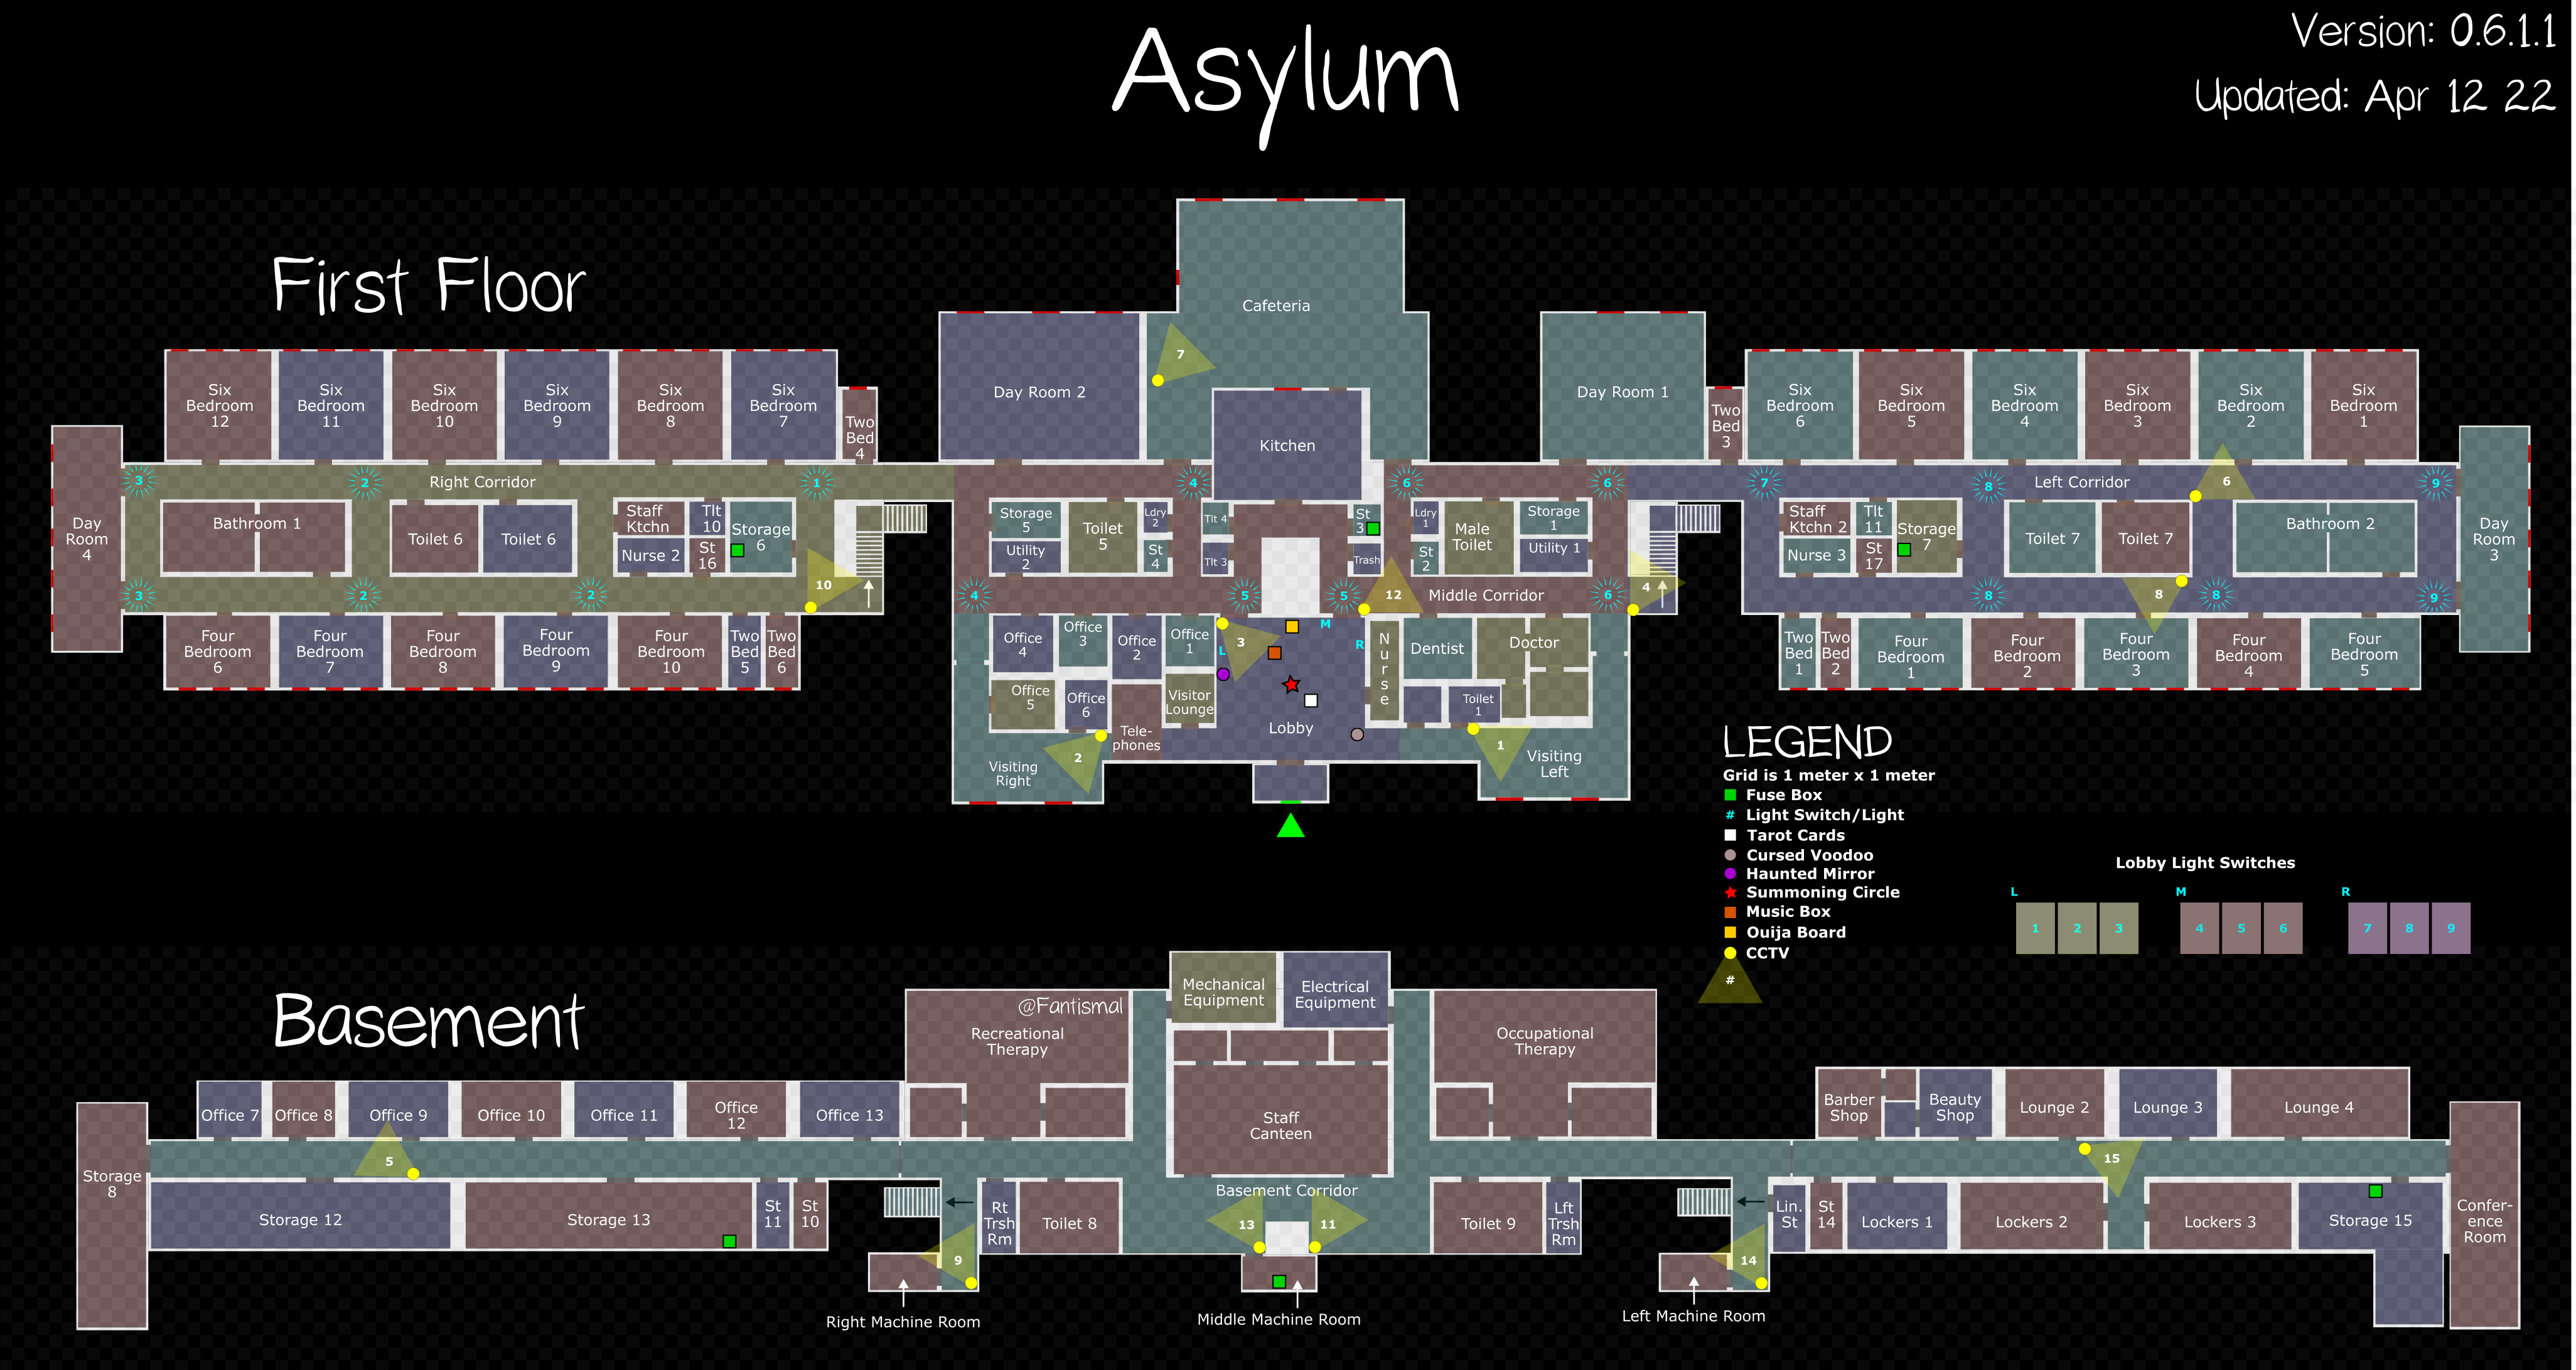 Asylum
Version: 0.6.1.1
Updated: Apr 12 22
First Floor
Cafeteria
7
Day Room 2
Kitchen
Day Room 1
Six
Bedroom
12
Six
Bedroom
11
Six
Bedroom
10
Six
Bedroom
9
Six
Bedroom
8
Six
Bedroom
7
Two
Bed
4
Two
Bed
3
Six
Bedroom
6
Six
Bedroom
5
Six
Bedroom
4
Six
Bedroom
3
Six
Bedroom
2
Six
Bedroom
1
3
2
Right Corridor
1
4
6
6
7
8
Left Corridor
6
9
Day
Room
4
Bathroom 1
Toilet 6
Toilet 6
Staff
Ktchn
Tlt
10
Nurse 2
St
16
Storage
6
Storage
5
Utility
2
Toilet
5
Ldry
2
St
4
Tlt 4
Tlt 3
St
3
Trash
Ldry
1
St
2
Male
Toilet
Storage
1
Utility 1
Staff
Ktchn 2
Tlt
11
Nurse 3
St
17
Storage
7
Toilet 7
Toilet 7
Bathroom 2
Day
Room
3
3
2
2
10
4
5
5
12
Middle Corridor
6
4
8
8
8
9
Four
Bedroom
6
Four
Bedroom
7
Four
Bedroom
8
Four
Bedroom
9
Four
Bedroom
10
Two
Bed
5
Two
Bed
6
Office
4
Office
3
Office
2
Office
1
3
L
M
R
N
u
r
s
e
Dentist
Doctor
Two
Bed
1
Two
Bed
2
Four
Bedroom
1
Four
Bedroom
2
Four
Bedroom
3
Four
Bedroom
4
Four
Bedroom
5
Office
5
Office
6
Visitor
Lounge
Toilet
1
Tele-
phones
Lobby
2
1
Visiting
Right
Visiting
Left
LEGEND
Grid is 1 meter x 1 meter
Fuse Box
# Light Switch/Light
Tarot Cards
Cursed Voodoo
Haunted Mirror
Summoning Circle
Music Box
Ouija Board
CCTV
#
Lobby Light Switches
L M R
1 2 3 4 5 6 7 8 9
Basement
@Fantismal
Recreational
Therapy
Mechanical
Equipment
Electrical
Equipment
Occupational
Therapy
Staff
Canteen
Office 7
Office 8
Office 9
Office 10
Office 11
Office
12
Office 13
Barber
Shop
Beauty
Shop
Lounge 2
Lounge 3
Lounge 4
5
15
Storage
8
Basement Corridor
Storage 12
Storage 13
St
11
St
10
Rt
Trsh
Rm
Toilet 8
13
11
Toilet 9
Lft
Trsh
Rm
Lin.
St
St
14
Lockers 1
Lockers 2
Lockers 3
Storage 15
Confer-
ence
Room
9
14
Right Machine Room
Middle Machine Room
Left Machine Room